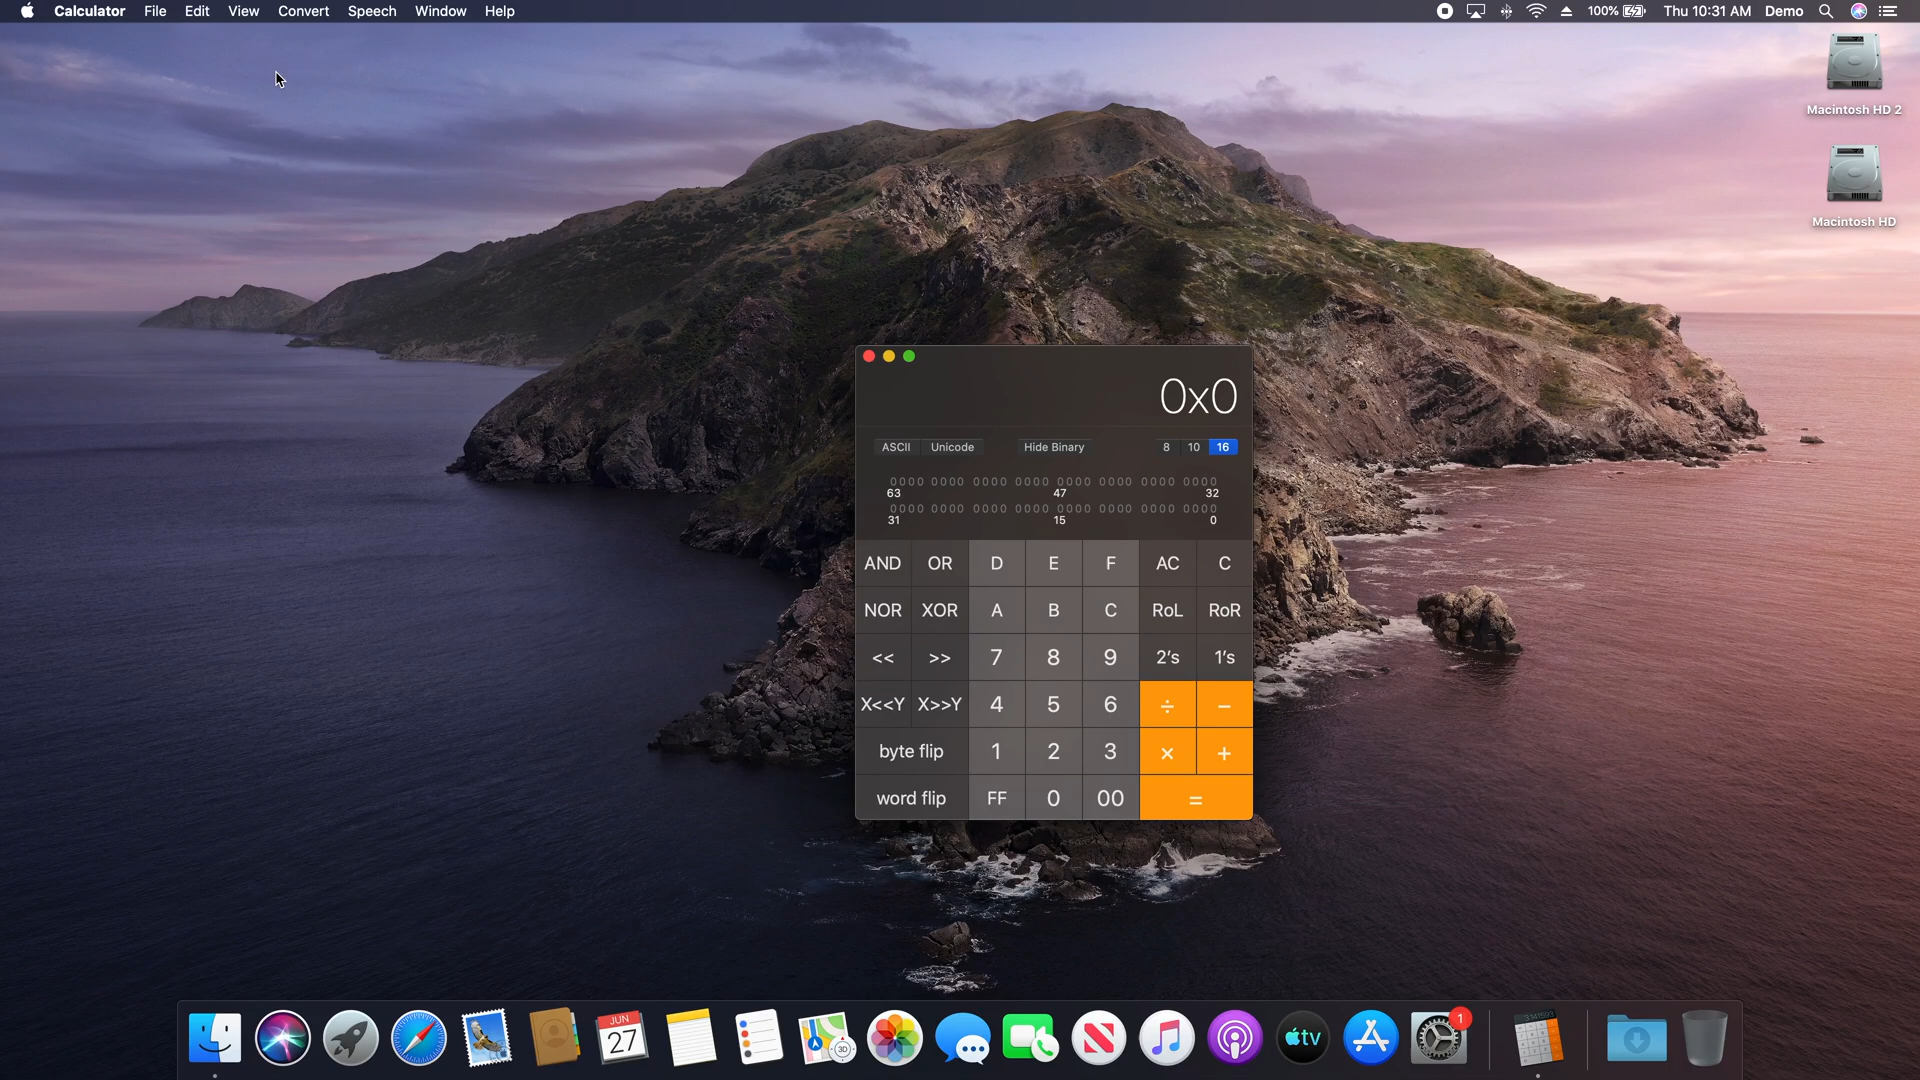 Calculator File Edit View Convert Speech Window Help 100% Thu 10:31 AM Demo
Macintosh HD 2
Macintosh HD
0x0
ASCII Unicode Hide Binary 8 10 16
0000 0000 0000 0000 0000 0000 0000 0000
63 47 32
0000 0000 0000 0000 0000 0000 0000 0000
31 15 0
AND OR D E F AC C
NOR XOR A B C RoL RoR
<< >> 7 8 9 2's 1's
X<<Y X>>Y 4 5 6 ÷ −
byte flip 1 2 3 × +
word flip FF 0 00 =
JUN
27
3D
tv
1
3.141593